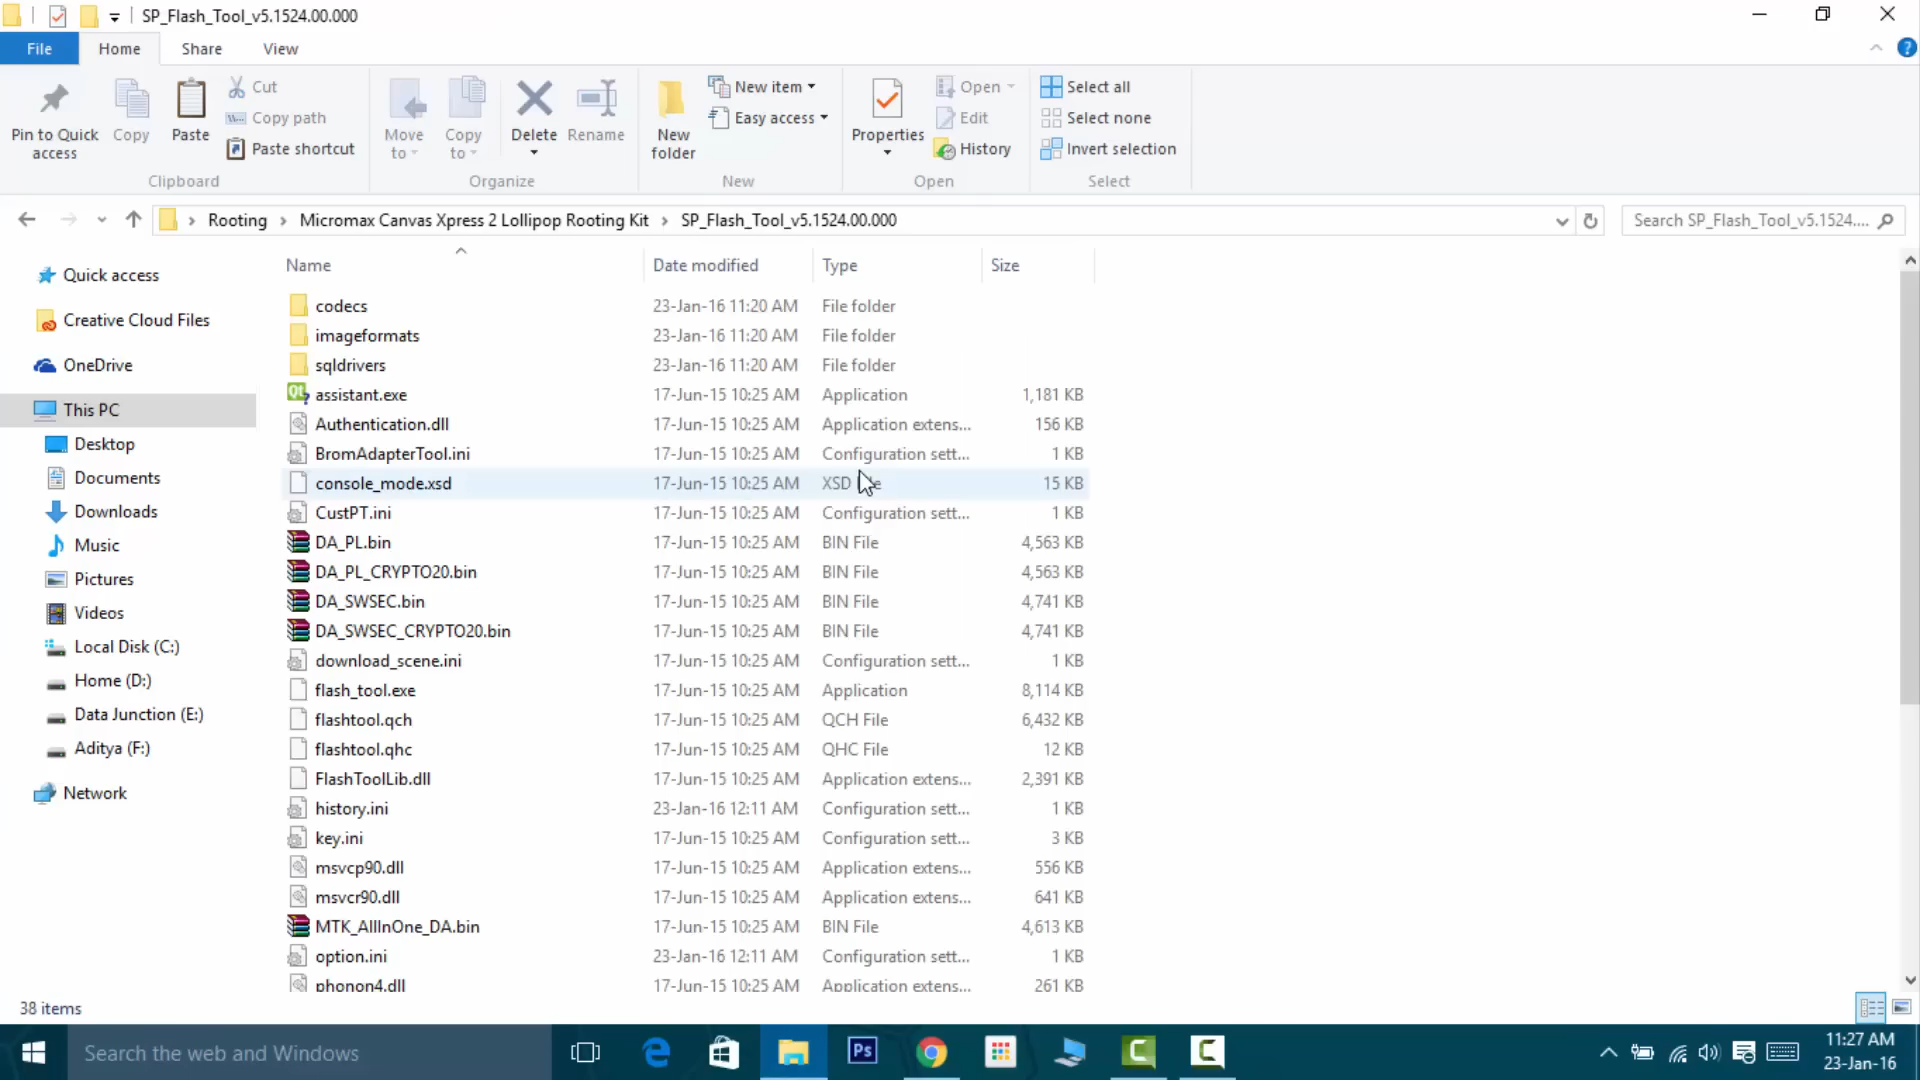 SP_Flash_Tool_v5.1524.00.000
File Home Share View
Pin to Quick access
Copy
Paste
Cut
Copy path
Paste shortcut
Clipboard
Move to
Copy to
Delete
Rename
Organize
New folder
New item
Easy access
New
Properties
Open
Edit
History
Open
Select all
Select none
Invert selection
Select
Rooting Micromax Canvas Xpress 2 Lollipop Rooting Kit SP_Flash_Tool_v5.1524.00.000
Search SP_Flash_Tool_v5.1524....
Quick access
Creative Cloud Files
OneDrive
This PC
Desktop
Documents
Downloads
Music
Pictures
Videos
Local Disk (C:)
Home (D:)
Data Junction (E:)
Aditya (F:)
Network
Name Date modified Type Size
codecs 23-Jan-16 11:20 AM File folder
imageformats 23-Jan-16 11:20 AM File folder
sqldrivers 23-Jan-16 11:20 AM File folder
assistant.exe 17-Jun-15 10:25 AM Application 1,181 KB
Authentication.dll 17-Jun-15 10:25 AM Application extens... 156 KB
BromAdapterTool.ini 17-Jun-15 10:25 AM Configuration sett... 1 KB
console_mode.xsd 17-Jun-15 10:25 AM XSD File 15 KB
CustPT.ini 17-Jun-15 10:25 AM Configuration sett... 1 KB
DA_PL.bin 17-Jun-15 10:25 AM BIN File 4,563 KB
DA_PL_CRYPTO20.bin 17-Jun-15 10:25 AM BIN File 4,563 KB
DA_SWSEC.bin 17-Jun-15 10:25 AM BIN File 4,741 KB
DA_SWSEC_CRYPTO20.bin 17-Jun-15 10:25 AM BIN File 4,741 KB
download_scene.ini 17-Jun-15 10:25 AM Configuration sett... 1 KB
flash_tool.exe 17-Jun-15 10:25 AM Application 8,114 KB
flashtool.qch 17-Jun-15 10:25 AM QCH File 6,432 KB
flashtool.qhc 17-Jun-15 10:25 AM QHC File 12 KB
FlashToolLib.dll 17-Jun-15 10:25 AM Application extens... 2,391 KB
history.ini 23-Jan-16 12:11 AM Configuration sett... 1 KB
key.ini 17-Jun-15 10:25 AM Configuration sett... 3 KB
msvcp90.dll 17-Jun-15 10:25 AM Application extens... 556 KB
msvcr90.dll 17-Jun-15 10:25 AM Application extens... 641 KB
MTK_AllInOne_DA.bin 17-Jun-15 10:25 AM BIN File 4,613 KB
option.ini 23-Jan-16 12:11 AM Configuration sett... 1 KB
phonon4.dll 17-Jun-15 10:25 AM Application extens... 261 KB
38 items
Search the web and Windows
Ps
11:27 AM
23-Jan-16